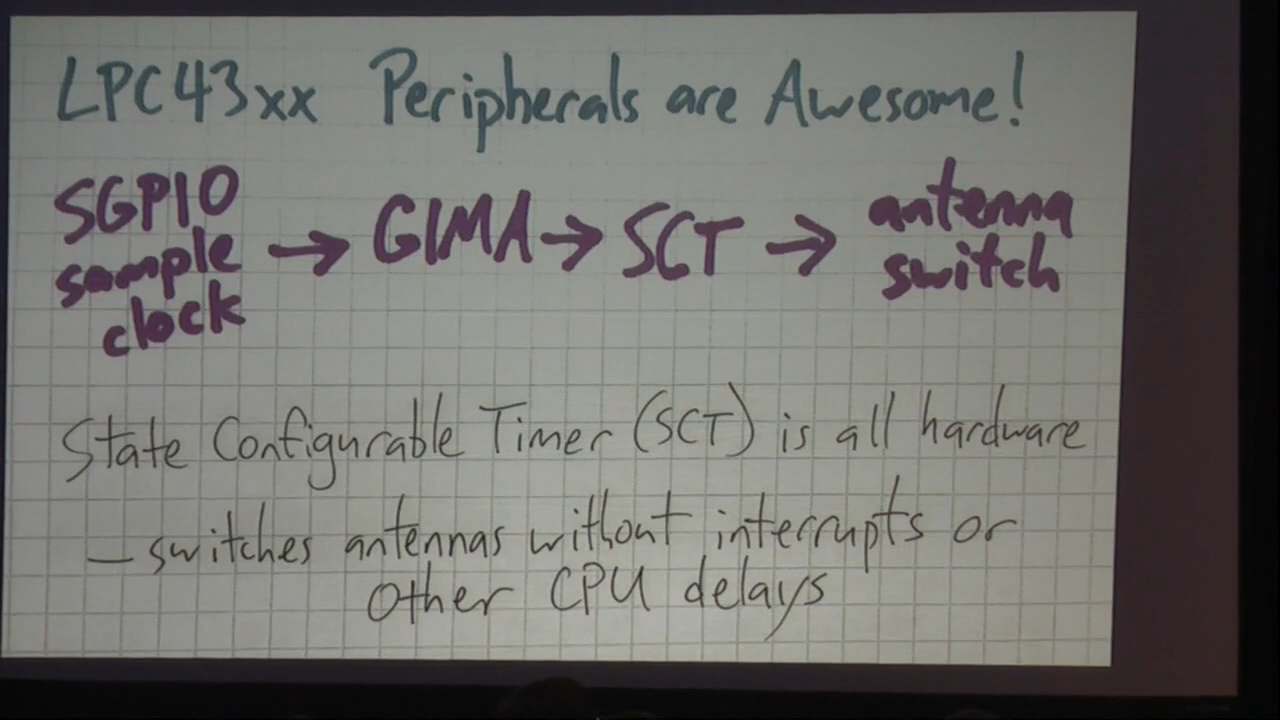 LPC43xx Peripherals are Awesome!
SGPIO
sample
clock
→ GIMA → SCT →
antenna
switch
State Configurable Timer (SCT) is all hardware
– switches antennas without interrupts or
other CPU delays